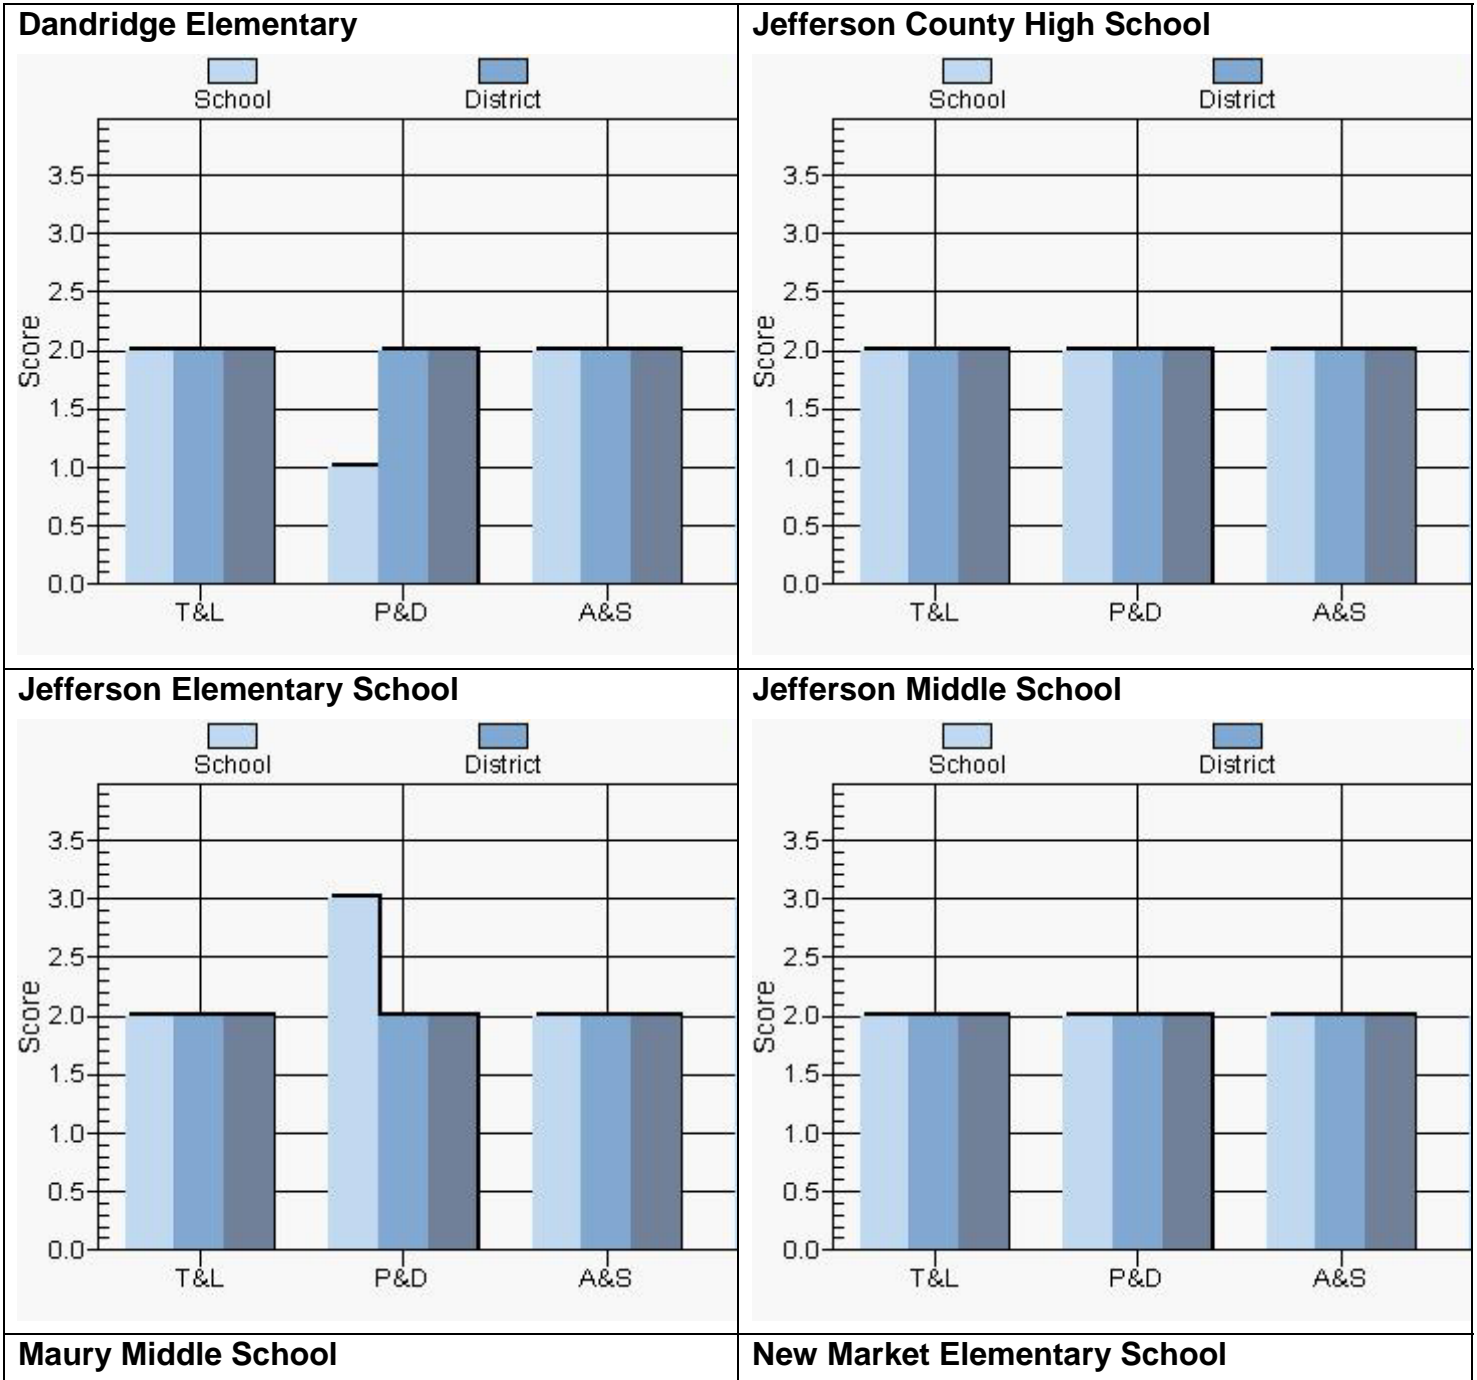 Dandridge Elementary
School District
3.5
3.0
2.5
2.0
1.5
1.0
0.5
0.0
Score
T&L P&D A&S
Jefferson County High School
School District
3.5
3.0
2.5
2.0
1.5
1.0
0.5
0.0
Score
T&L P&D A&S
Jefferson Elementary School
School District
3.5
3.0
2.5
2.0
1.5
1.0
0.5
0.0
Score
T&L P&D A&S
Jefferson Middle School
School District
3.5
3.0
2.5
2.0
1.5
1.0
0.5
0.0
Score
T&L P&D A&S
Maury Middle School
New Market Elementary School